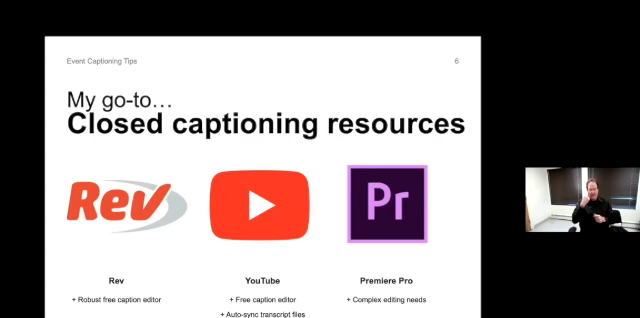 Event Captioning Tips
6
My go-to…
Closed captioning resources
Rev
Pr
Rev
YouTube
Premiere Pro
+ Robust free caption editor
+ Free caption editor
+ Complex editing needs
+ Auto-sync transcript files